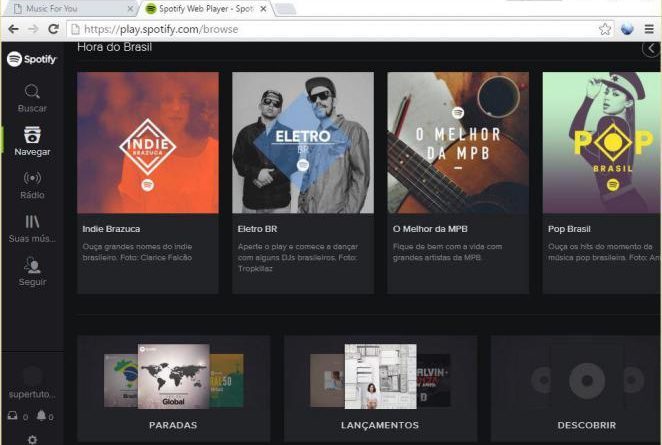 Music For You
Spotify Web Player - Spoti
https://play.spotify.com/browse
Spotify
Hora do Brasil
Buscar
Navegar
Rádio
Suas mús...
Seguir
supertuto...
0
0
INDIE
BRAZUCA
ELETRO
BR
O MELHOR
DA MPB
POP
BRASIL
Indie Brazuca
Ouça grandes nomes do indie
brasileiro. Foto: Clarice Falcão
Eletro BR
Aperte o play e comece a dançar
com alguns DJs brasileiros. Foto:
Tropkillaz
O Melhor da MPB
Fique de bem com a vida com
grandes artistas da MPB
Pop Brasil
Ouça os hits do momento da
música pop brasileira. Foto: An
Brasil
Global
50
PARADAS
LANÇAMENTOS
DESCOBRIR